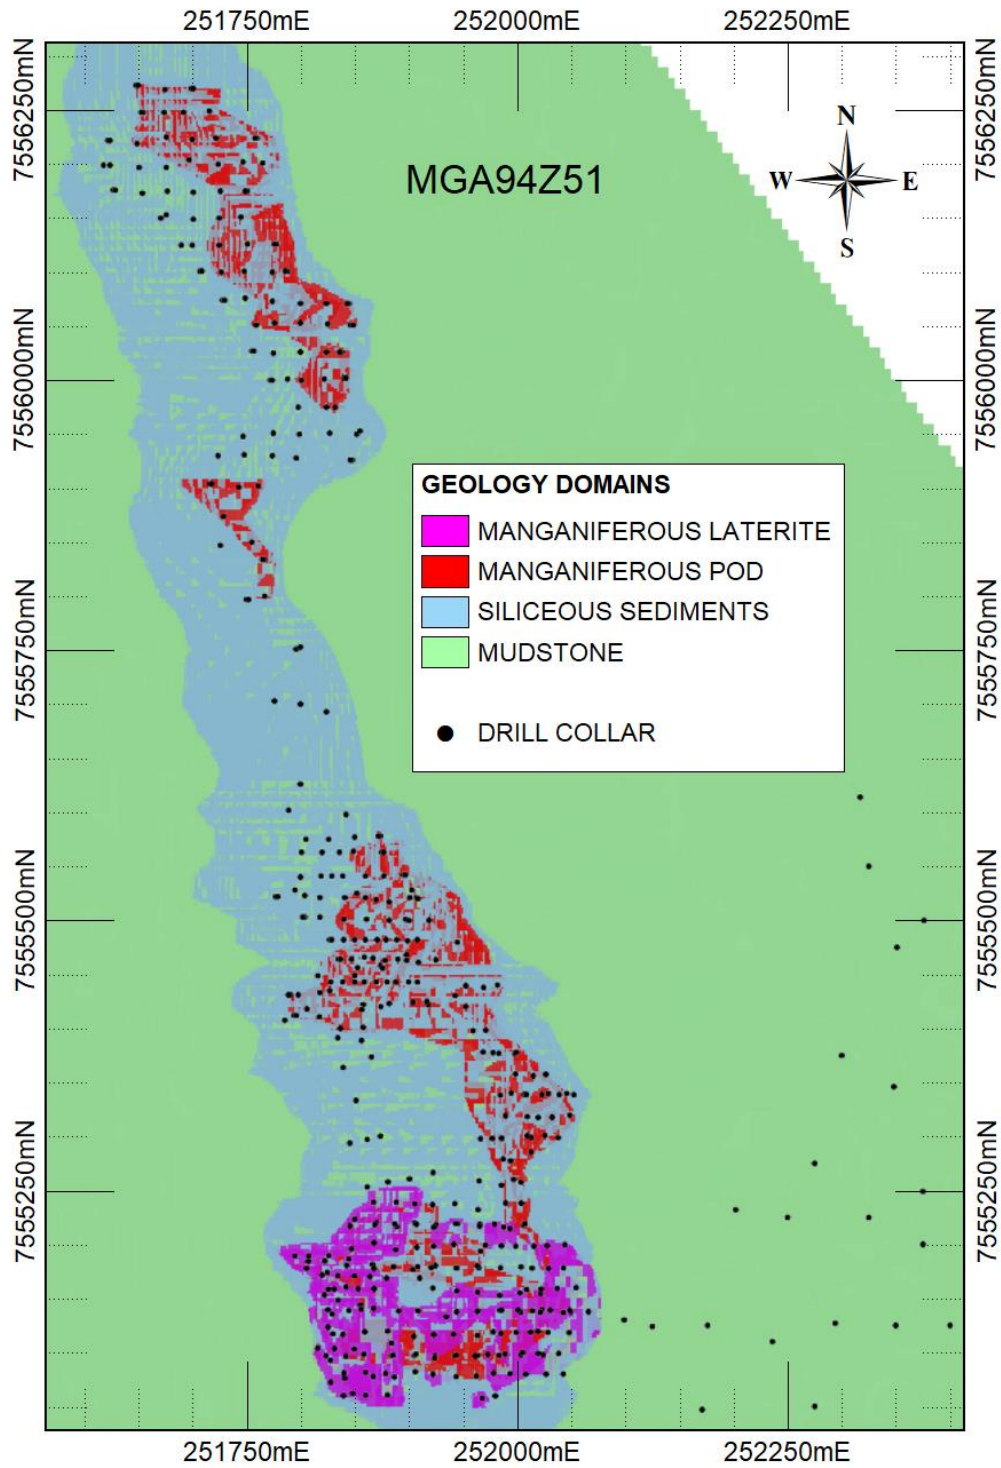 251750mE 252000mE 252250mE
7556250mN 7556250mN
N
W E
S
MGA94Z51
7556000mN 7556000mN
GEOLOGY DOMAINS
MANGANIFEROUS LATERITE
MANGANIFEROUS POD
SILICEOUS SEDIMENTS
MUDSTONE
DRILL COLLAR
7555750mN 7555750mN
7555500mN 7555500mN
7555250mN 7555250mN
251750mE 252000mE 252250mE